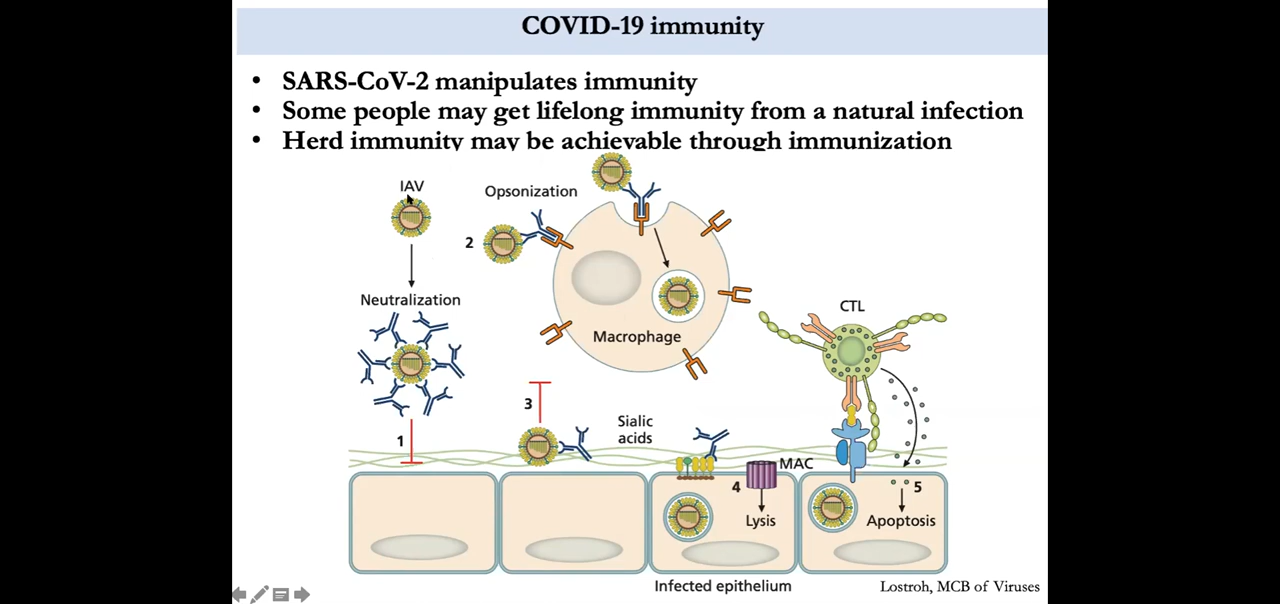 COVID-19 immunity
• SARS-CoV-2 manipulates immunity
• Some people may get lifelong immunity from a natural infection
• Herd immunity may be achievable through immunization
IAV
Opsonization
2
Neutralization
Macrophage
CTL
3
1
Sialic
acids
MAC
4
5
Lysis
Apoptosis
Infected epithelium
Lostroh, MCB of Viruses